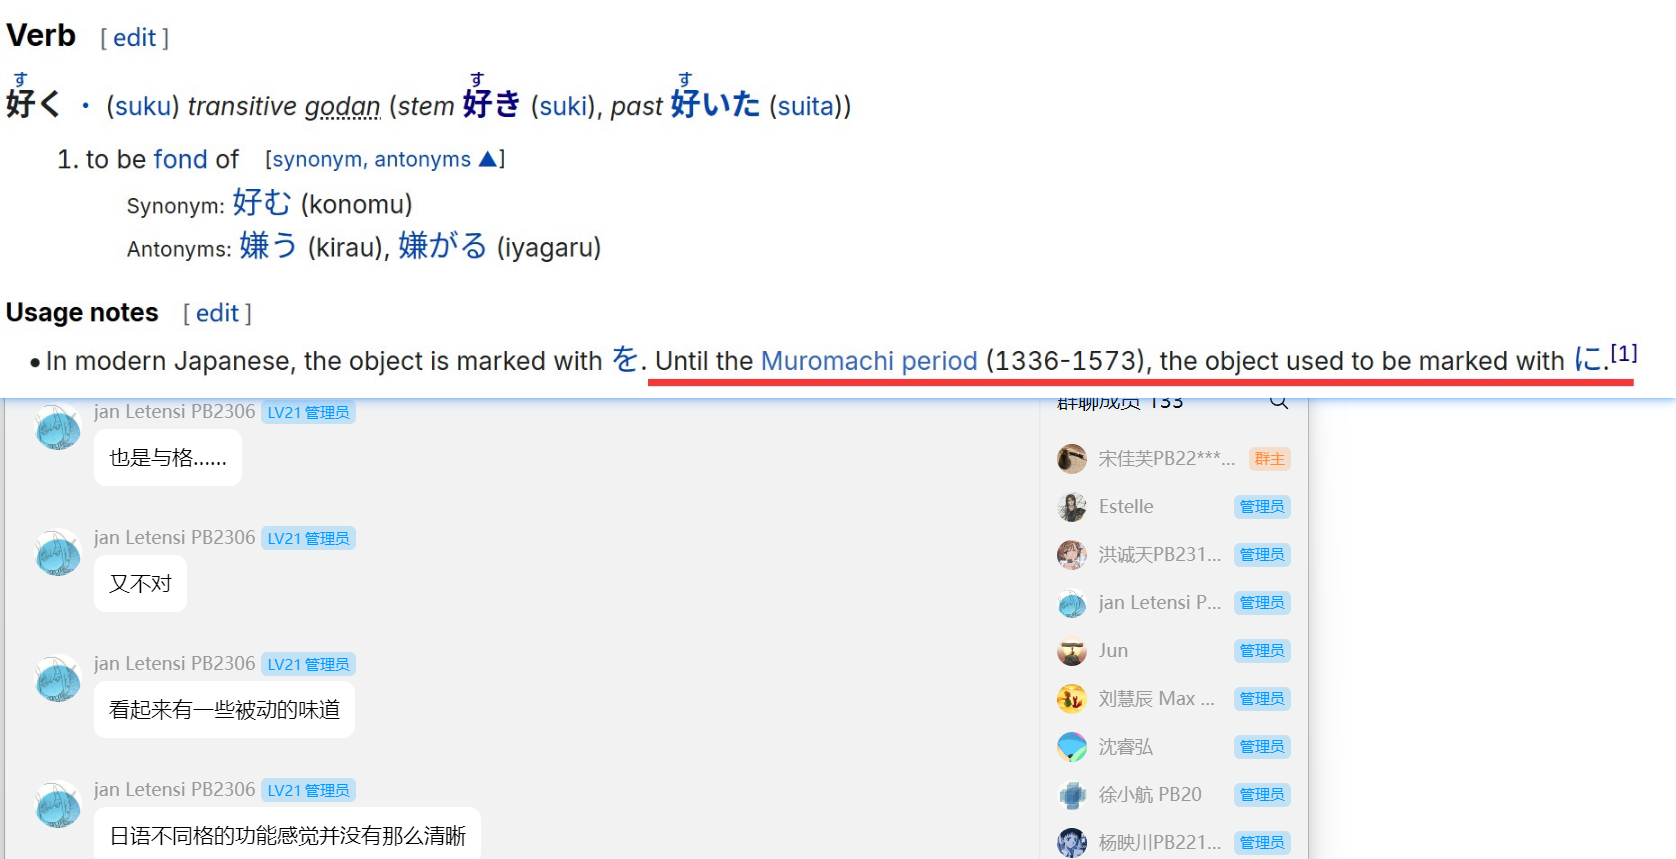 Verb [ edit ]
す す す
好く • (suku) transitive godan (stem 好き (suki), past 好いた (suita))
1. to be fond of [synonym, antonyms ▲]
Synonym: 好む (konomu)
Antonyms: 嫌う (kirau), 嫌がる (iyagaru)
Usage notes [ edit ]
• In modern Japanese, the object is marked with を. Until the Muromachi period (1336-1573), the object used to be marked with に.[1]
jan Letensi PB2306 LV21 管理员
也是与格......
jan Letensi PB2306 LV21 管理员
又不对
jan Letensi PB2306 LV21 管理员
看起来有一些被动的味道
jan Letensi PB2306 LV21 管理员
日语不同格的功能感觉并没有那么清晰
群聊成员 133
宋佳芙PB22***... 群主
Estelle 管理员
洪诚天PB231... 管理员
jan Letensi P... 管理员
Jun 管理员
刘慧辰 Max ... 管理员
沈睿弘 管理员
徐小航 PB20 管理员
杨映川PB221... 管理员